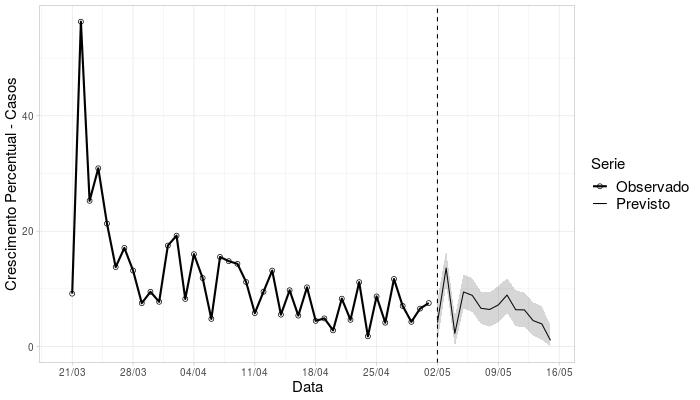 Crescimento Percentual - Casos
40
20
0
21/03 28/03 04/04 11/04 18/04 25/04 02/05 09/05 16/05
Data
Serie
Observado
Previsto